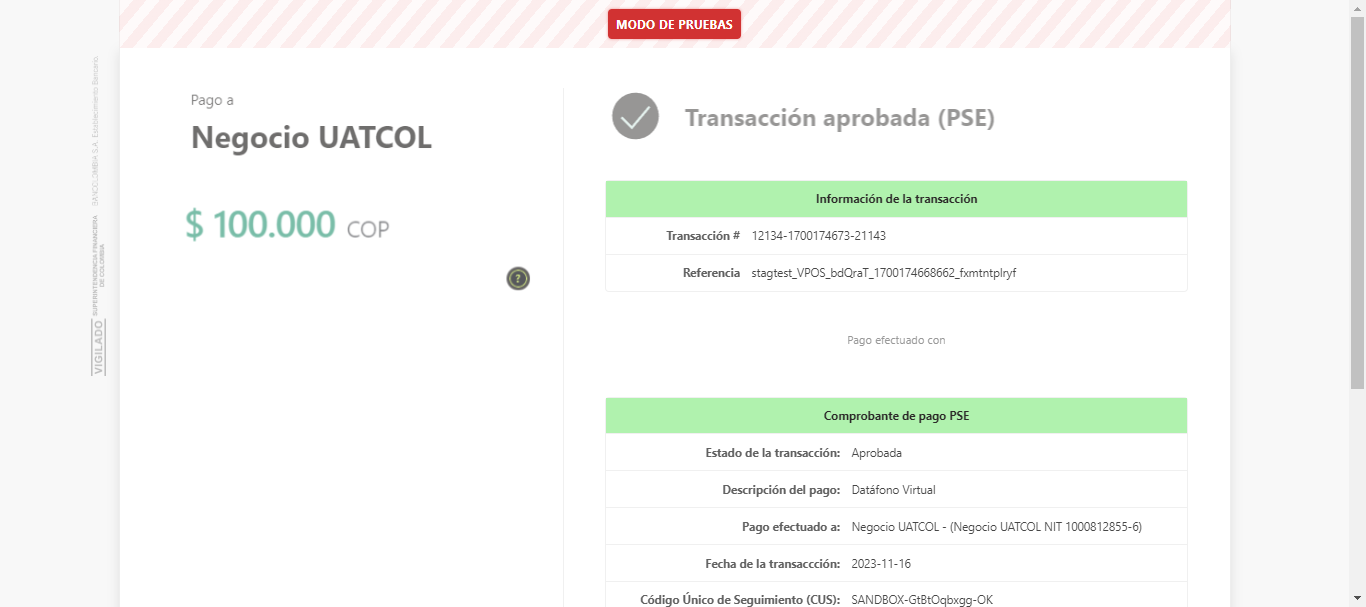 MODO DE PRUEBAS
VIGILADO SUPERINTENDENCIA FINANCIERA
DE COLOMBIA
BANCOLOMBIA S.A. Establecimiento Bancario.
Pago a
Negocio UATCOL
$ 100.000 COP
?
Transacción aprobada (PSE)
Información de la transacción
Transacción # 12134-1700174673-21143
Referencia stagtest_VPOS_bdQraT_1700174668662_fxmtntplryf
Pago efectuado con
Comprobante de pago PSE
Estado de la transacción: Aprobada
Descripción del pago: Datáfono Virtual
Pago efectuado a: Negocio UATCOL - (Negocio UATCOL NIT 1000812855-6)
Fecha de la transaccción: 2023-11-16
Código Único de Seguimiento (CUS): SANDBOX-GtBtOqbxgg-OK